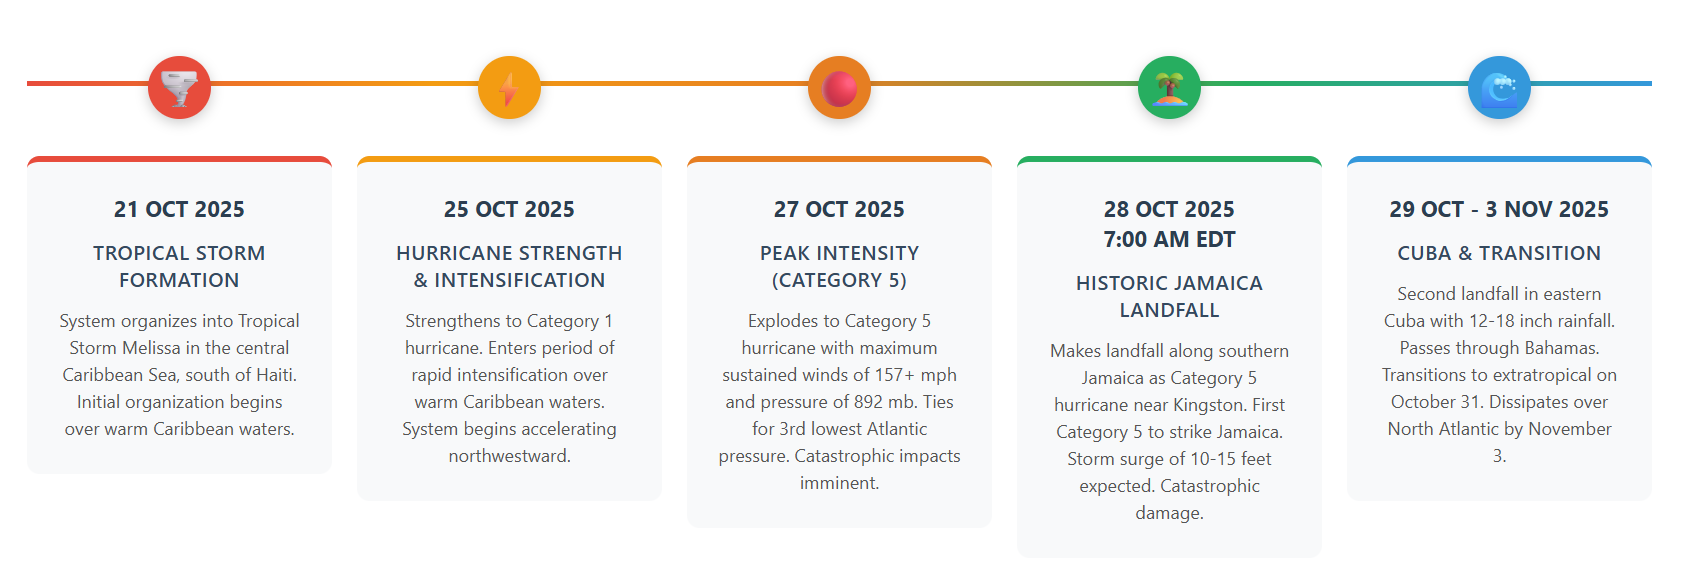 21 OCT 2025
TROPICAL STORM
FORMATION
System organizes into Tropical
Storm Melissa in the central
Caribbean Sea, south of Haiti.
Initial organization begins
over warm Caribbean waters.
25 OCT 2025
HURRICANE STRENGTH
& INTENSIFICATION
Strengthens to Category 1
hurricane. Enters period of
rapid intensification over
warm Caribbean waters.
System begins accelerating
northwestward.
27 OCT 2025
PEAK INTENSITY
(CATEGORY 5)
Explodes to Category 5
hurricane with maximum
sustained winds of 157+ mph
and pressure of 892 mb. Ties
for 3rd lowest Atlantic
pressure. Catastrophic impacts
imminent.
28 OCT 2025
7:00 AM EDT
HISTORIC JAMAICA
LANDFALL
Makes landfall along southern
Jamaica as Category 5
hurricane near Kingston. First
Category 5 to strike Jamaica.
Storm surge of 10-15 feet
expected. Catastrophic
damage.
29 OCT - 3 NOV 2025
CUBA & TRANSITION
Second landfall in eastern
Cuba with 12-18 inch rainfall.
Passes through Bahamas.
Transitions to extratropical on
October 31. Dissipates over
North Atlantic by November
3.